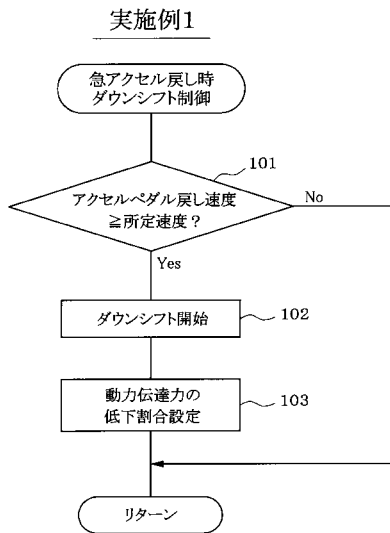 実施例1
急アクセル戻し時
ダウンシフト制御
101
アクセルペダル戻し速度
≧所定速度?
No
Yes
ダウンシフト開始
102
動力伝達力の
低下割合設定
103
リターン